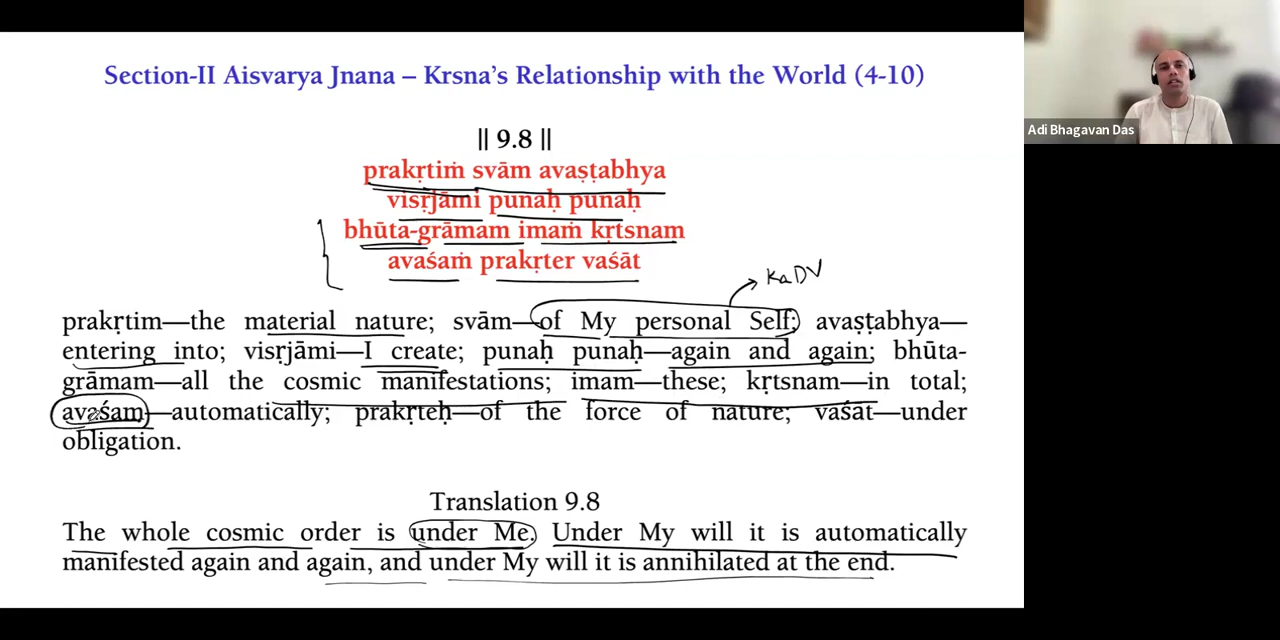 Section-II Aisvarya Jnana – Krsna's Relationship with the World (4-10)
|| 9.8 ||
prakṛtiṁ svām avaṣṭabhya
visṛjāmi punaḥ punaḥ
bhūta-grāmam imaṁ kṛtsnam
avaśaṁ prakṛter vaśāt
KaDV
prakṛtim—the material nature; svām—of My personal Self; avaṣṭabhya—
entering into; visṛjāmi—I create; punaḥ punaḥ—again and again; bhūta-
grāmam—all the cosmic manifestations; imam—these; kṛtsnam—in total;
avaśam—automatically; prakṛteḥ—of the force of nature; vaśāt—under
obligation.
Translation 9.8
The whole cosmic order is under Me. Under My will it is automatically
manifested again and again, and under My will it is annihilated at the end.
Adi Bhagavan Das